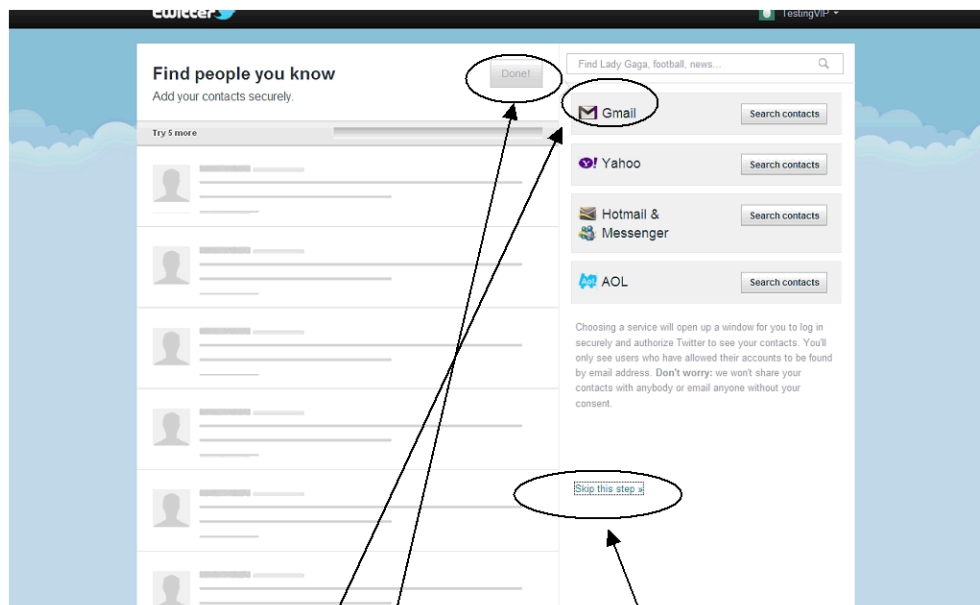 twitter
TestingVIP
Find people you know
Done!
Add your contacts securely.
Try 5 more
Find Lady Gaga, football, news...
Gmail
Search contacts
Yahoo
Search contacts
Hotmail &
Messenger
Search contacts
AOL
Search contacts
Choosing a service will open up a window for you to log in
securely and authorize Twitter to see your contacts. You'll
only see users who have allowed their accounts to be found
by email address. Don't worry: we won't share your
contacts with anybody or email anyone without your
consent.
Skip this step »